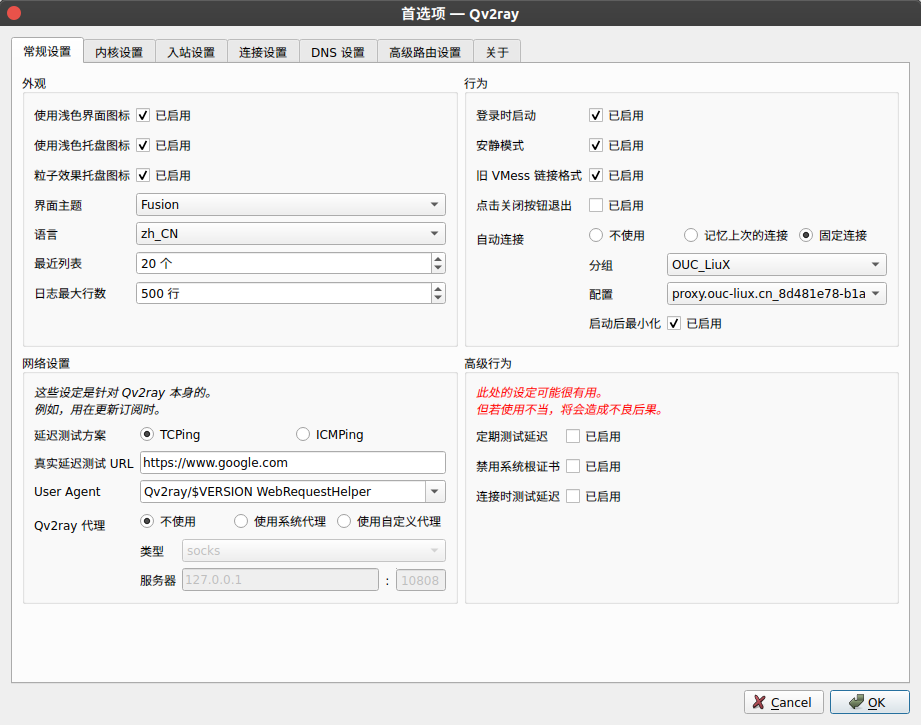 首选项 — Qv2ray
常规设置 内核设置 入站设置 连接设置 DNS 设置 高级路由设置 关于
外观
使用浅色界面图标 已启用
使用浅色托盘图标 已启用
粒子效果托盘图标 已启用
界面主题 Fusion
语言 zh_CN
最近列表 20 个
日志最大行数 500 行
行为
登录时启动 已启用
安静模式 已启用
旧 VMess 链接格式 已启用
点击关闭按钮退出 已启用
自动连接 不使用 记忆上次的连接 固定连接
分组 OUC_LiuX
配置 proxy.ouc-liux.cn_8d481e78-b1a
启动后最小化 已启用
网络设置
这些设定是针对 Qv2ray 本身的。
例如，用在更新订阅时。
延迟测试方案 TCPing ICMPing
真实延迟测试 URL https://www.google.com
User Agent Qv2ray/$VERSION WebRequestHelper
Qv2ray 代理 不使用 使用系统代理 使用自定义代理
类型 socks
服务器 127.0.0.1 : 10808
高级行为
此处的设定可能很有用。
但若使用不当，将会造成不良后果。
定期测试延迟 已启用
禁用系统根证书 已启用
连接时测试延迟 已启用
Cancel OK